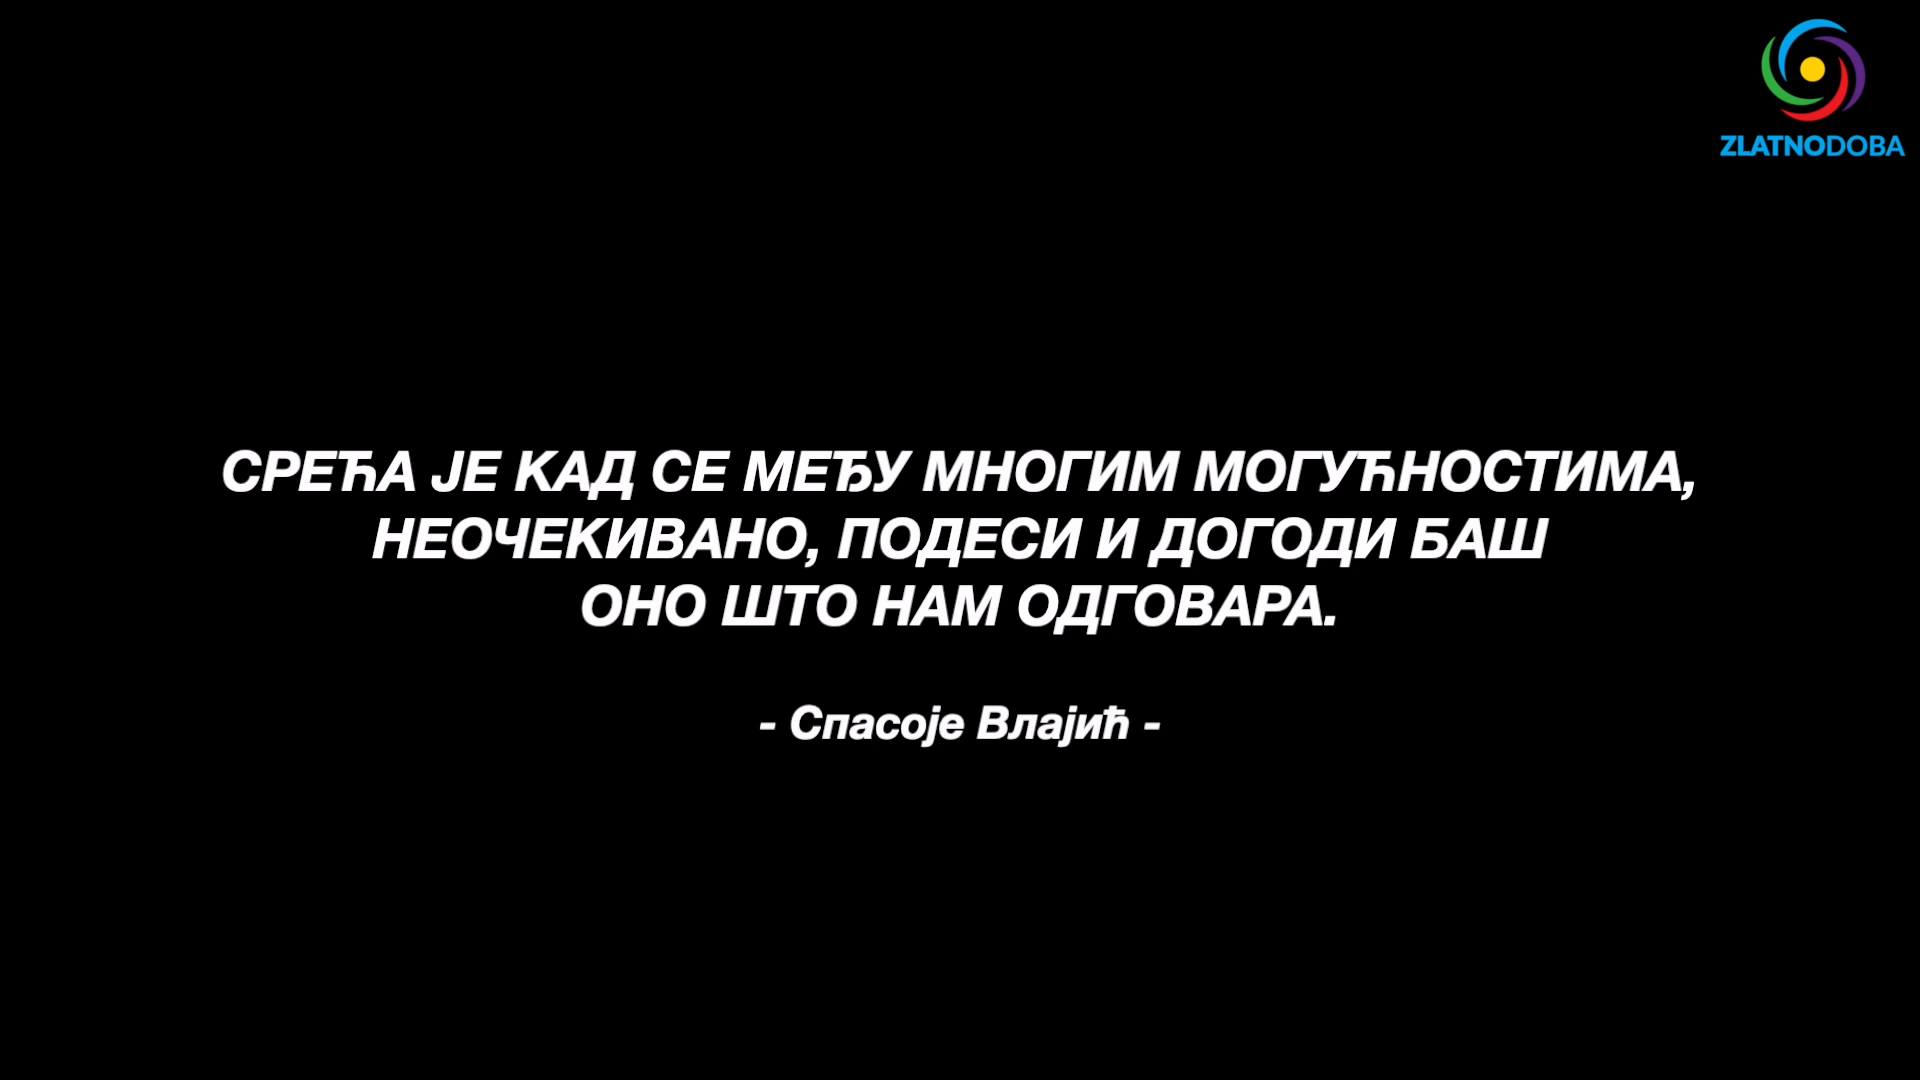 ZLATNODOBA
СРЕЋА ЈЕ КАД СЕ МЕЂУ МНОГИМ МОГУЋНОСТИМА,
НЕОЧЕКИВАНО, ПОДЕСИ И ДОГОДИ БАШ
ОНО ШТО НАМ ОДГОВАРА.
- Спасоје Влајић -